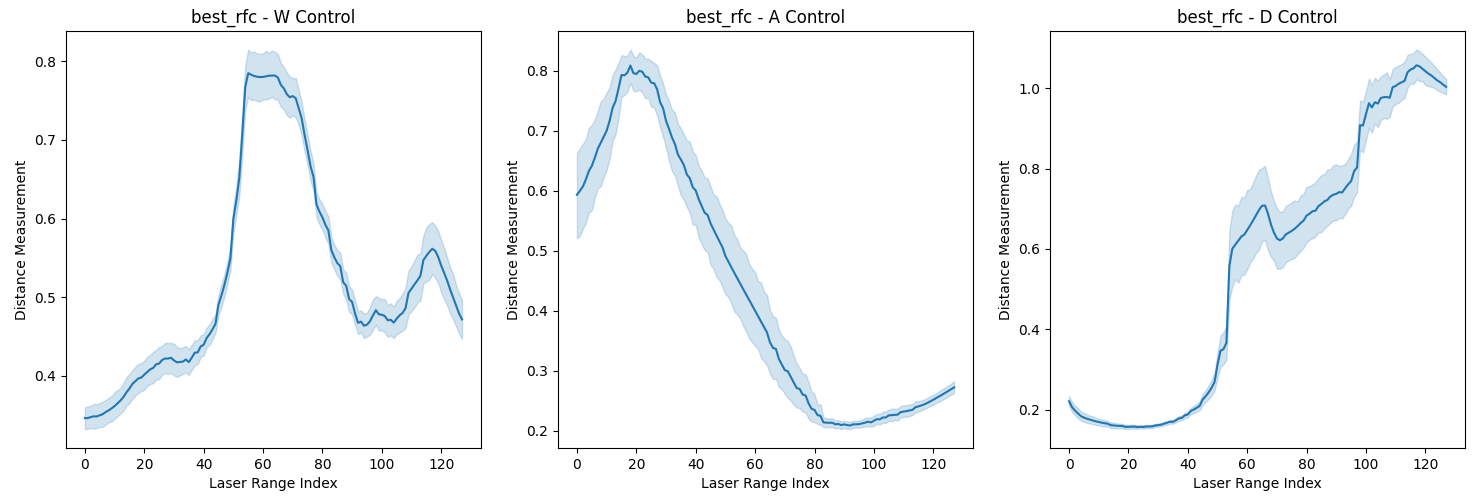 best_rfc - W Control
0.8
0.7
0.6
0.5
0.4
Distance Measurement
0 20 40 60 80 100 120
Laser Range Index
best_rfc - A Control
0.8
0.7
0.6
0.5
0.4
0.3
0.2
Distance Measurement
0 20 40 60 80 100 120
Laser Range Index
best_rfc - D Control
1.0
0.8
0.6
0.4
0.2
Distance Measurement
0 20 40 60 80 100 120
Laser Range Index